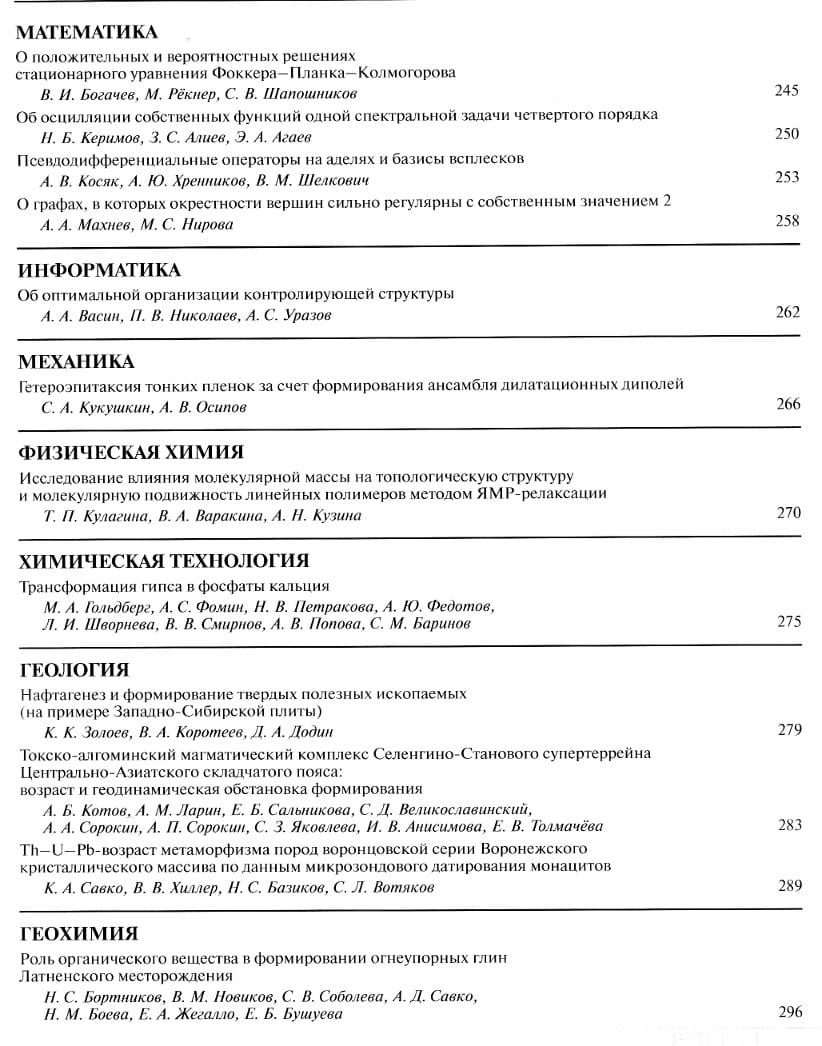 МАТЕМАТИКА
О положительных и вероятностных решениях
стационарного уравнения Фоккера—Планка—Колмогорова
В. И. Богачев, М. Рёкнер, С. В. Шапошников 245
Об осцилляции собственных функций одной спектральной задачи четвертого порядка
Н. Б. Керимов, З. С. Алиев, Э. А. Агаев 250
Псевдодифференциальные операторы на аделях и базисы всплесков
А. В. Косяк, А. Ю. Хренников, В. М. Шелкович 253
О графах, в которых окрестности вершин сильно регулярны с собственным значением 2
А. А. Махнев, М. С. Нирова 258
ИНФОРМАТИКА
Об оптимальной организации контролирующей структуры
А. А. Васин, П. В. Николаев, А. С. Уразов 262
МЕХАНИКА
Гетероэпитаксия тонких пленок за счет формирования ансамбля дилатационных диполей
С. А. Кукушкин, А. В. Осипов 266
ФИЗИЧЕСКАЯ ХИМИЯ
Исследование влияния молекулярной массы на топологическую структуру
и молекулярную подвижность линейных полимеров методом ЯМР-релаксации
Т. П. Кулагина, В. А. Варакина, А. Н. Кузина 270
ХИМИЧЕСКАЯ ТЕХНОЛОГИЯ
Трансформация гипса в фосфаты кальция
М. А. Гольдберг, А. С. Фомин, Н. В. Петракова, А. Ю. Федотов,
Л. И. Шворнева, В. В. Смирнов, А. В. Попова, С. М. Баринов 275
ГЕОЛОГИЯ
Нафтагенез и формирование твердых полезных ископаемых
(на примере Западно-Сибирской плиты)
К. К. Золоев, В. А. Коротеев, Д. А. Додин 279
Токско-алгоминский магматический комплекс Селенгино-Станового супертеррейна
Центрально-Азиатского складчатого пояса:
возраст и геодинамическая обстановка формирования
А. Б. Котов, А. М. Ларин, Е. Б. Сальникова, С. Д. Великославинский,
А. А. Сорокин, А. П. Сорокин, С. З. Яковлева, И. В. Анисимова, Е. В. Толмачёва 283
Th—U—Pb-возраст метаморфизма пород воронцовской серии Воронежского
кристаллического массива по данным микрозондового датирования монацитов
К. А. Савко, В. В. Хиллер, Н. С. Базиков, С. Л. Вотяков 289
ГЕОХИМИЯ
Роль органического вещества в формировании огнеупорных глин
Латненского месторождения
Н. С. Бортников, В. М. Новиков, С. В. Соболева, А. Д. Савко,
Н. М. Боева, Е. А. Жегалло, Е. Б. Бушуева 296